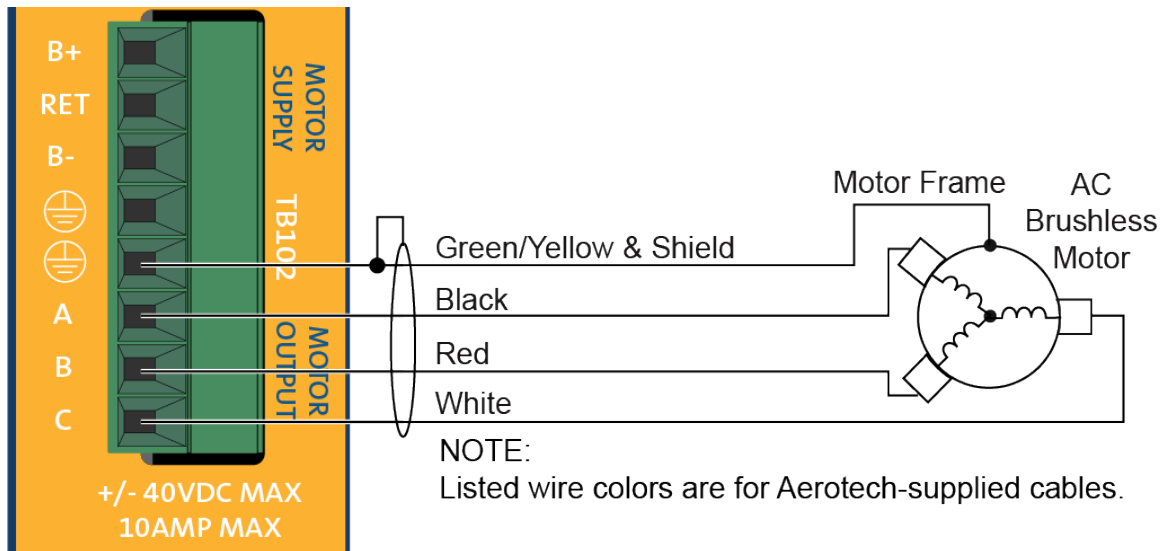 B+
RET
B-
A
B
C
MOTOR
SUPPLY
TB102
MOTOR
OUTPUT
+/- 40VDC MAX
10AMP MAX
Green/Yellow & Shield
Black
Red
White
Motor Frame
AC
Brushless
Motor
NOTE:
Listed wire colors are for Aerotech-supplied cables.